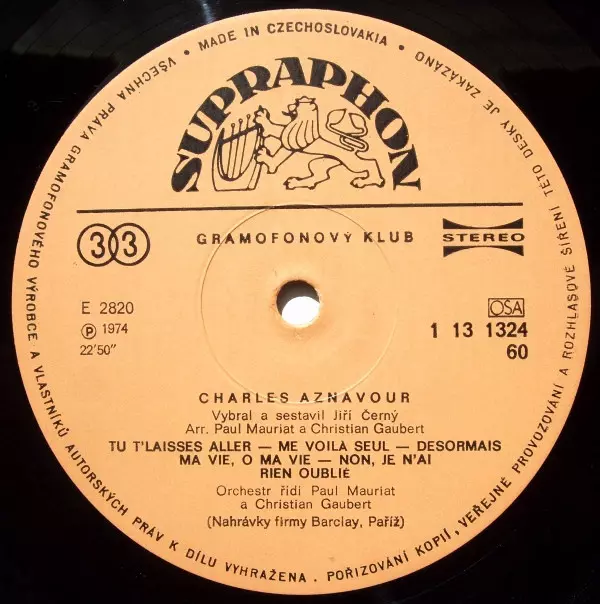 VŠECHNA PRÁVA GRAMOFONOVÉHO VÝROBCE A VLASTNÍKŮ AUTORSKÝCH PRÁV K DÍLU VYHRAŽENA . POŘIZOVÁNÍ KOPIÍ, VEŘEJNÉ PROVOZOVÁNÍ A ROZHLASOVÉ ŠÍŘENÍ TÉTO DESKY JE ZAKÁZÁNO
• MADE IN CZECHOSLOVAKIA •
SUPRAPHON
33 GRAMOFONOVÝ KLUB STEREO
E 2820 OSA
Ⓟ 1974 1 13 1324
22'50" 60
CHARLES AZNAVOUR
Vybral a sestavil Jiří Černý
Arr. Paul Mauriat a Christian Gaubert
TU T'LAISSES ALLER — ME VOILÀ SEUL — DESORMAIS
MA VIE, O MA VIE — NON, JE N'AI
RIEN OUBLIÉ
Orchestr řídí Paul Mauriat
a Christian Gaubert
(Nahrávky firmy Barclay, Paříž)